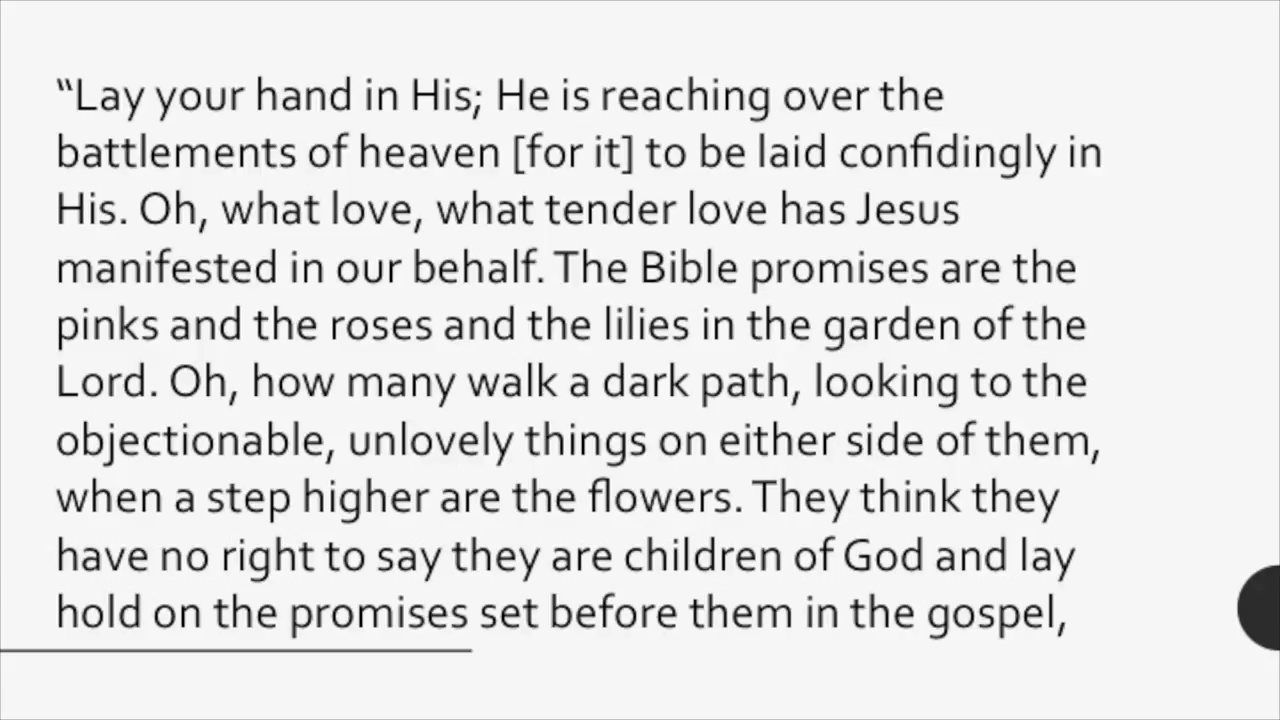 “Lay your hand in His; He is reaching over the
battlements of heaven [for it] to be laid confidingly in
His. Oh, what love, what tender love has Jesus
manifested in our behalf. The Bible promises are the
pinks and the roses and the lilies in the garden of the
Lord. Oh, how many walk a dark path, looking to the
objectionable, unlovely things on either side of them,
when a step higher are the flowers. They think they
have no right to say they are children of God and lay
hold on the promises set before them in the gospel,